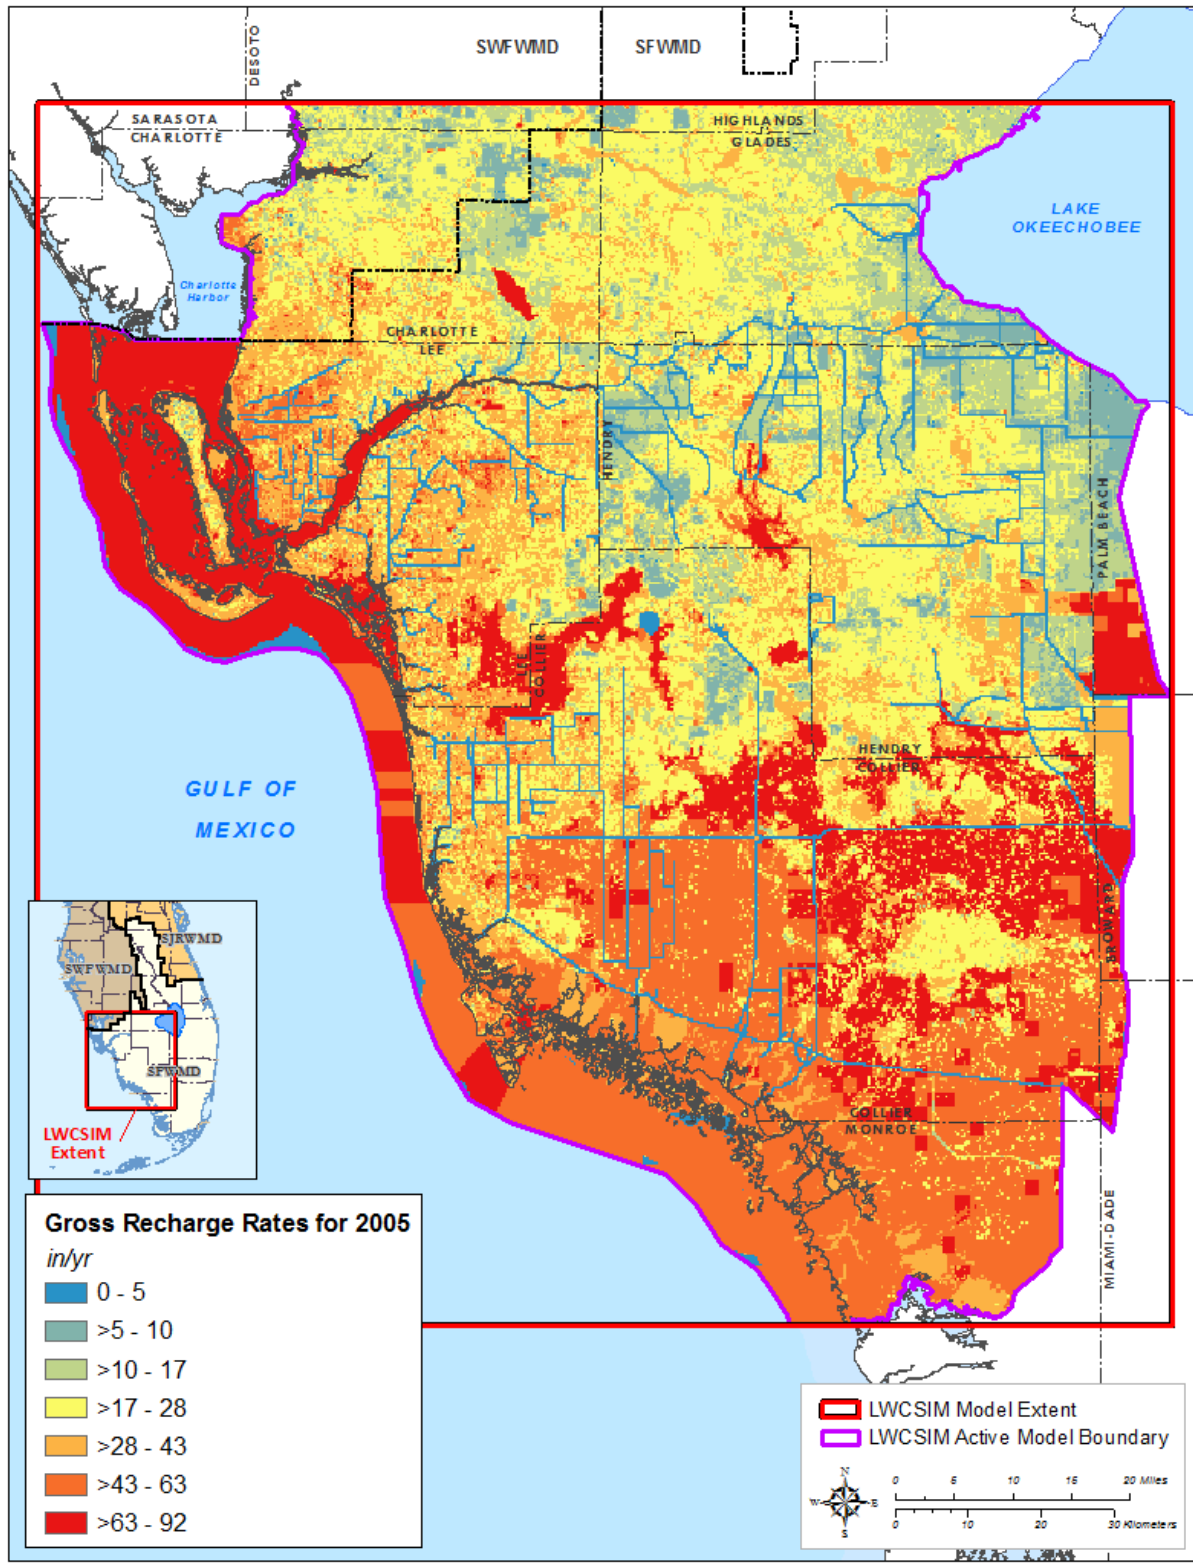 DESOTO
SWFWMD
SFWMD
SARASOTA
CHARLOTTE
HIGHLANDS
GLADES
LAKE
OKEECHOBEE
Charlotte
Harbor
CHARLOTTE
LEE
HENDRY
PALM BEACH
LEE
COLLIER
HENDRY
COLLIER
GULF OF
MEXICO
BROWARD
SJRWMD
SWFWMD
SFWMD
LWCSIM
Extent
COLLIER
MONROE
MIAMI-DADE
Gross Recharge Rates for 2005
in/yr
0 - 5
>5 - 10
>10 - 17
>17 - 28
>28 - 43
>43 - 63
>63 - 92
LWCSIM Model Extent
LWCSIM Active Model Boundary
N
W
E
S
0 5 10 15 20 Miles
0 10 20 30 Kilometers